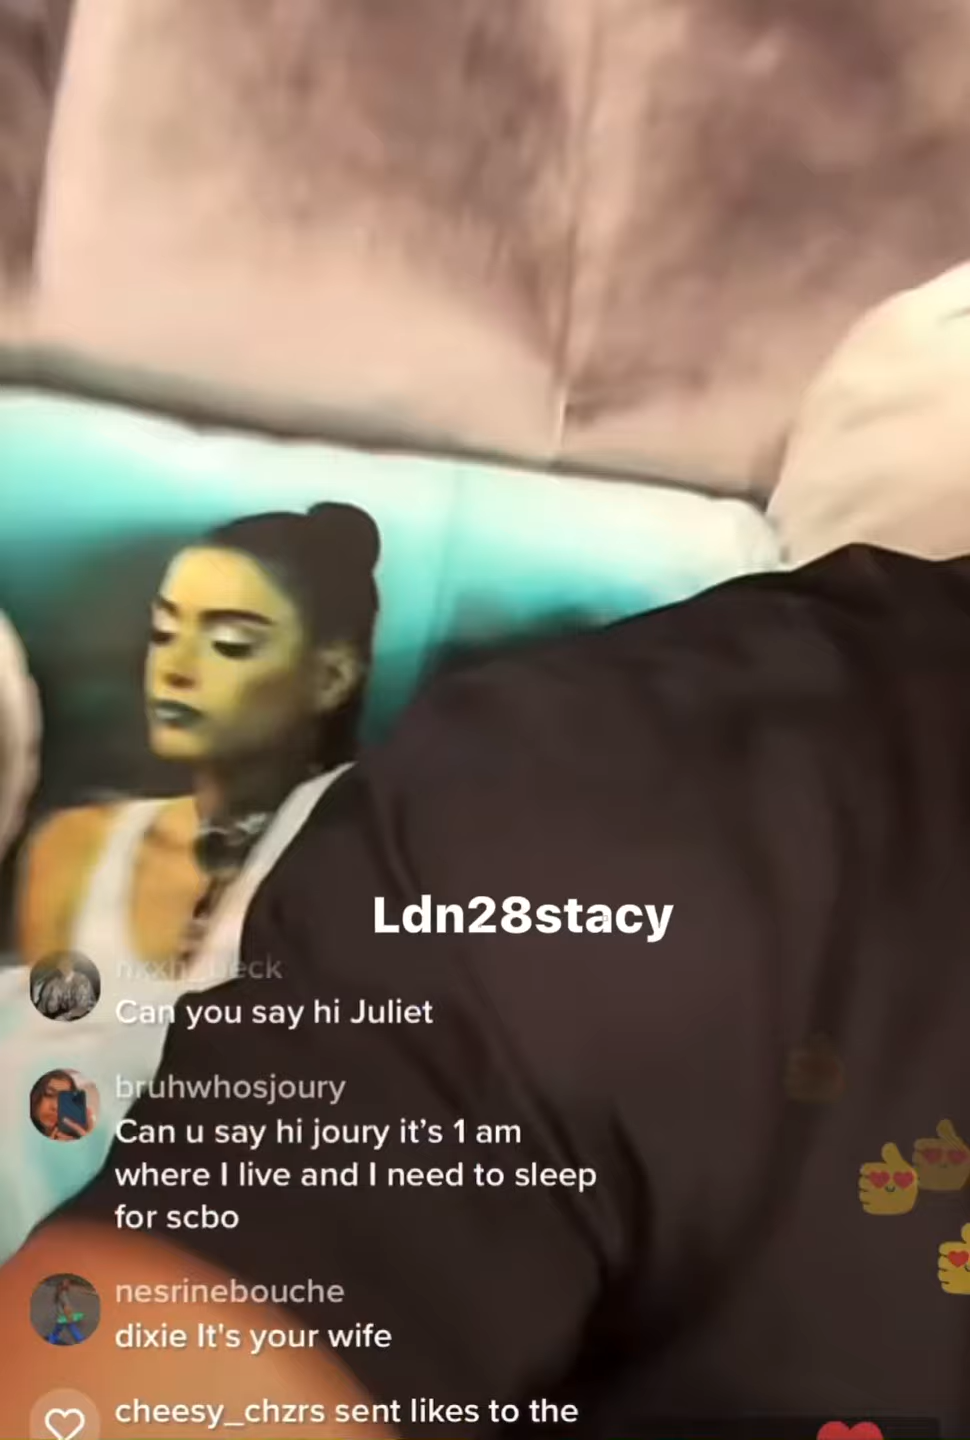 Ldn28stacy
Can you say hi Juliet
bruhwhosjoury
Can u say hi joury it's 1 am
where I live and I need to sleep
for scbo
nesrinebouche
dixie It's your wife
cheesy_chzrs sent likes to the